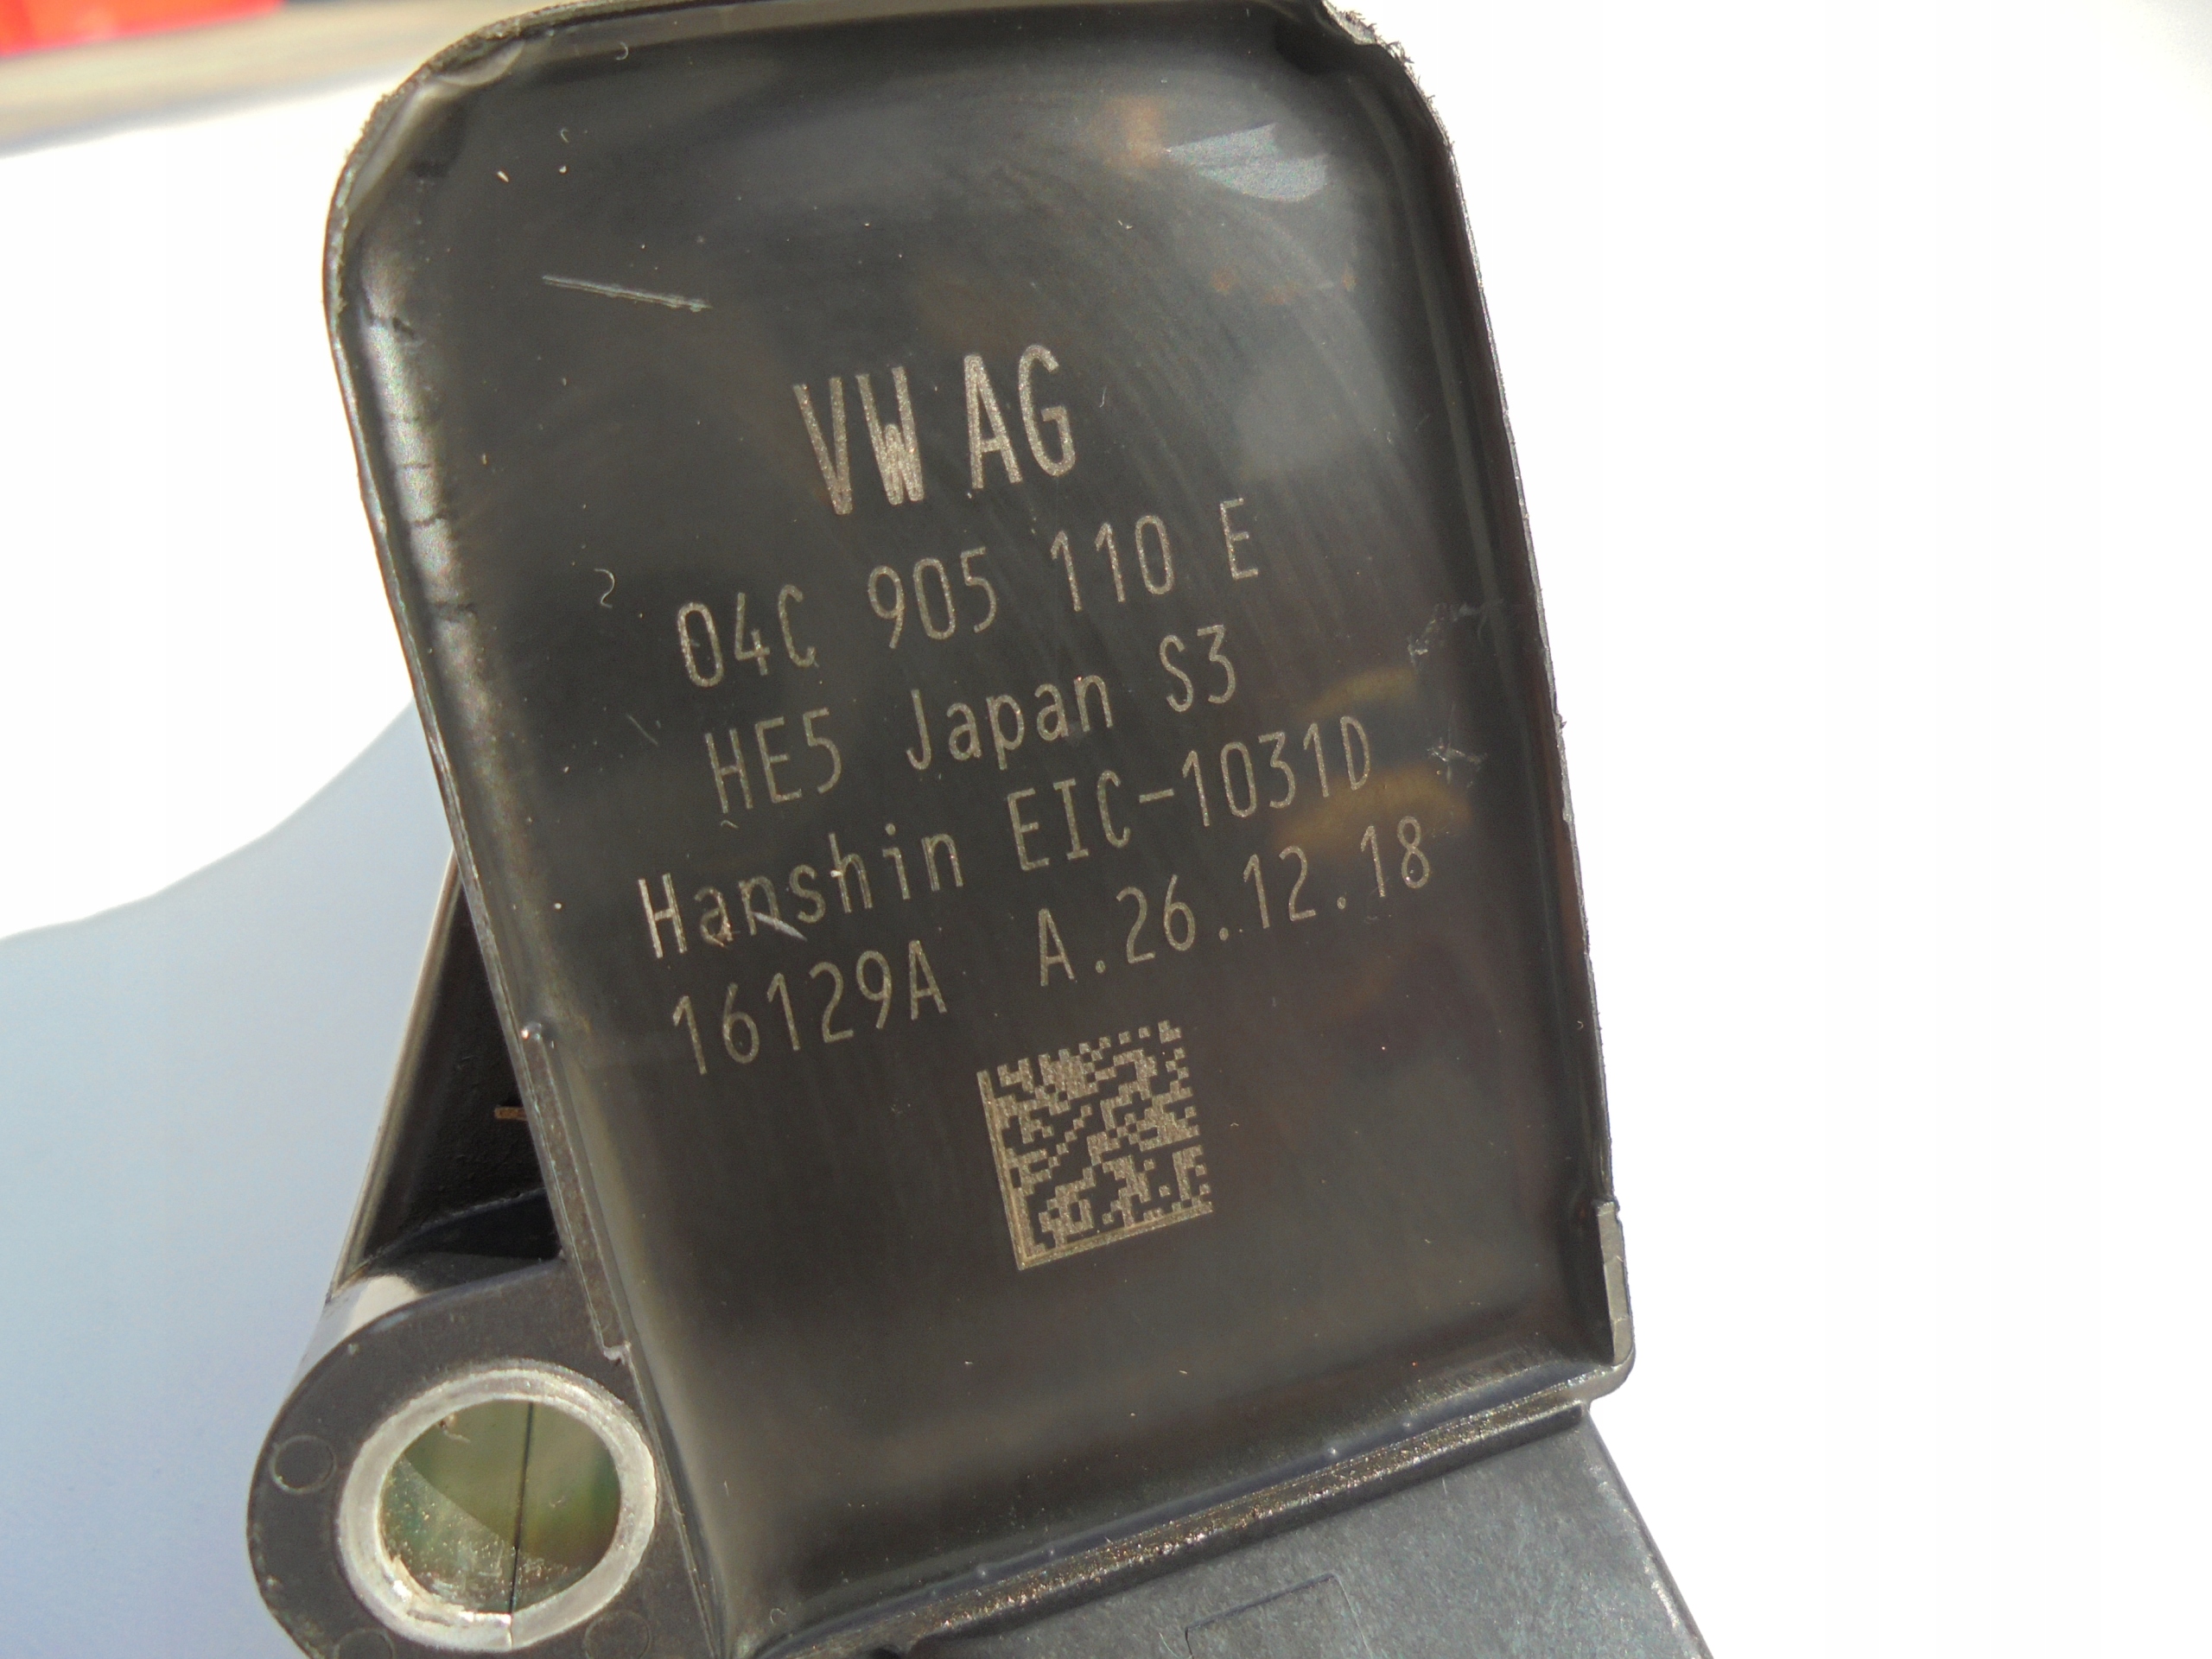 VW AG
04C 905 110 E
HE5 Japan S3
Hanshin EIC-1031D
16129A A.26.12.18